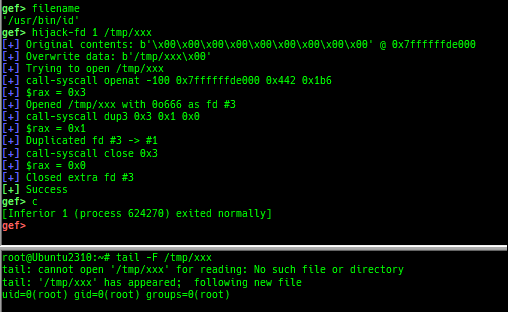 gef> filename
'/usr/bin/id'
gef> hijack-fd 1 /tmp/xxx
[+] Original contents: b'\x00\x00\x00\x00\x00\x00\x00\x00\x00' @ 0x7ffffffde000
[+] Overwrite data: b'/tmp/xxx\x00'
[+] Trying to open /tmp/xxx
[+] call-syscall openat -100 0x7ffffffde000 0x442 0x1b6
[+] $rax = 0x3
[+] Opened /tmp/xxx with 0o666 as fd #3
[+] call-syscall dup3 0x3 0x1 0x0
[+] $rax = 0x1
[+] Duplicated fd #3 -> #1
[+] call-syscall close 0x3
[+] $rax = 0x0
[+] Closed extra fd #3
[+] Success
gef> c
[Inferior 1 (process 624270) exited normally]
gef>
root@Ubuntu2310:~# tail -F /tmp/xxx
tail: cannot open '/tmp/xxx' for reading: No such file or directory
tail: '/tmp/xxx' has appeared;  following new file
uid=0(root) gid=0(root) groups=0(root)